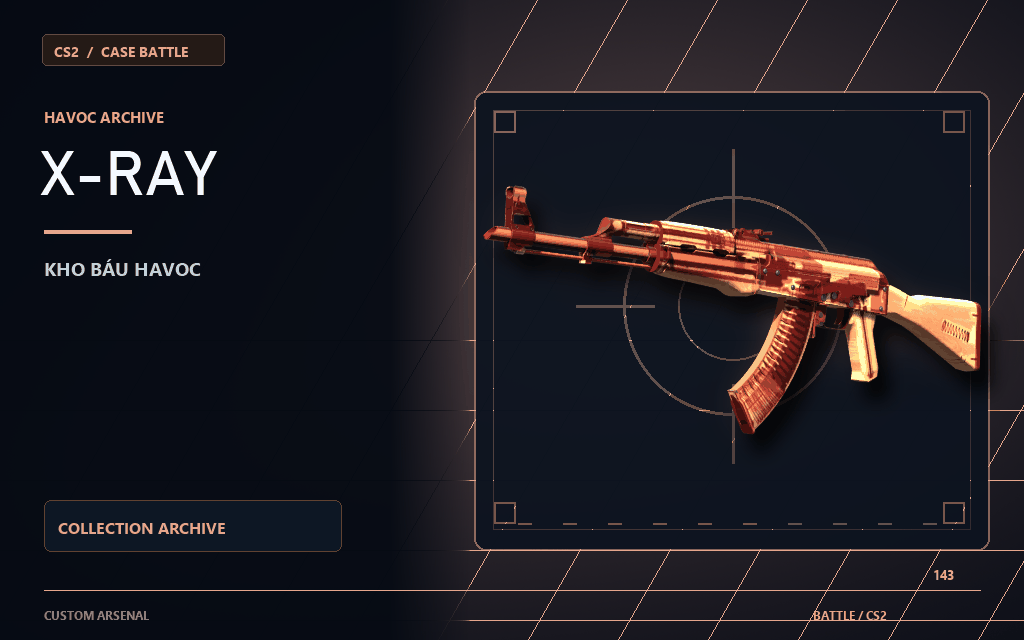 CS2 / CASE BATTLE
HAVOC ARCHIVE
X-RAY
KHO BÁU HAVOC
COLLECTION ARCHIVE
143
CUSTOM ARSENAL
BATTLE / CS2